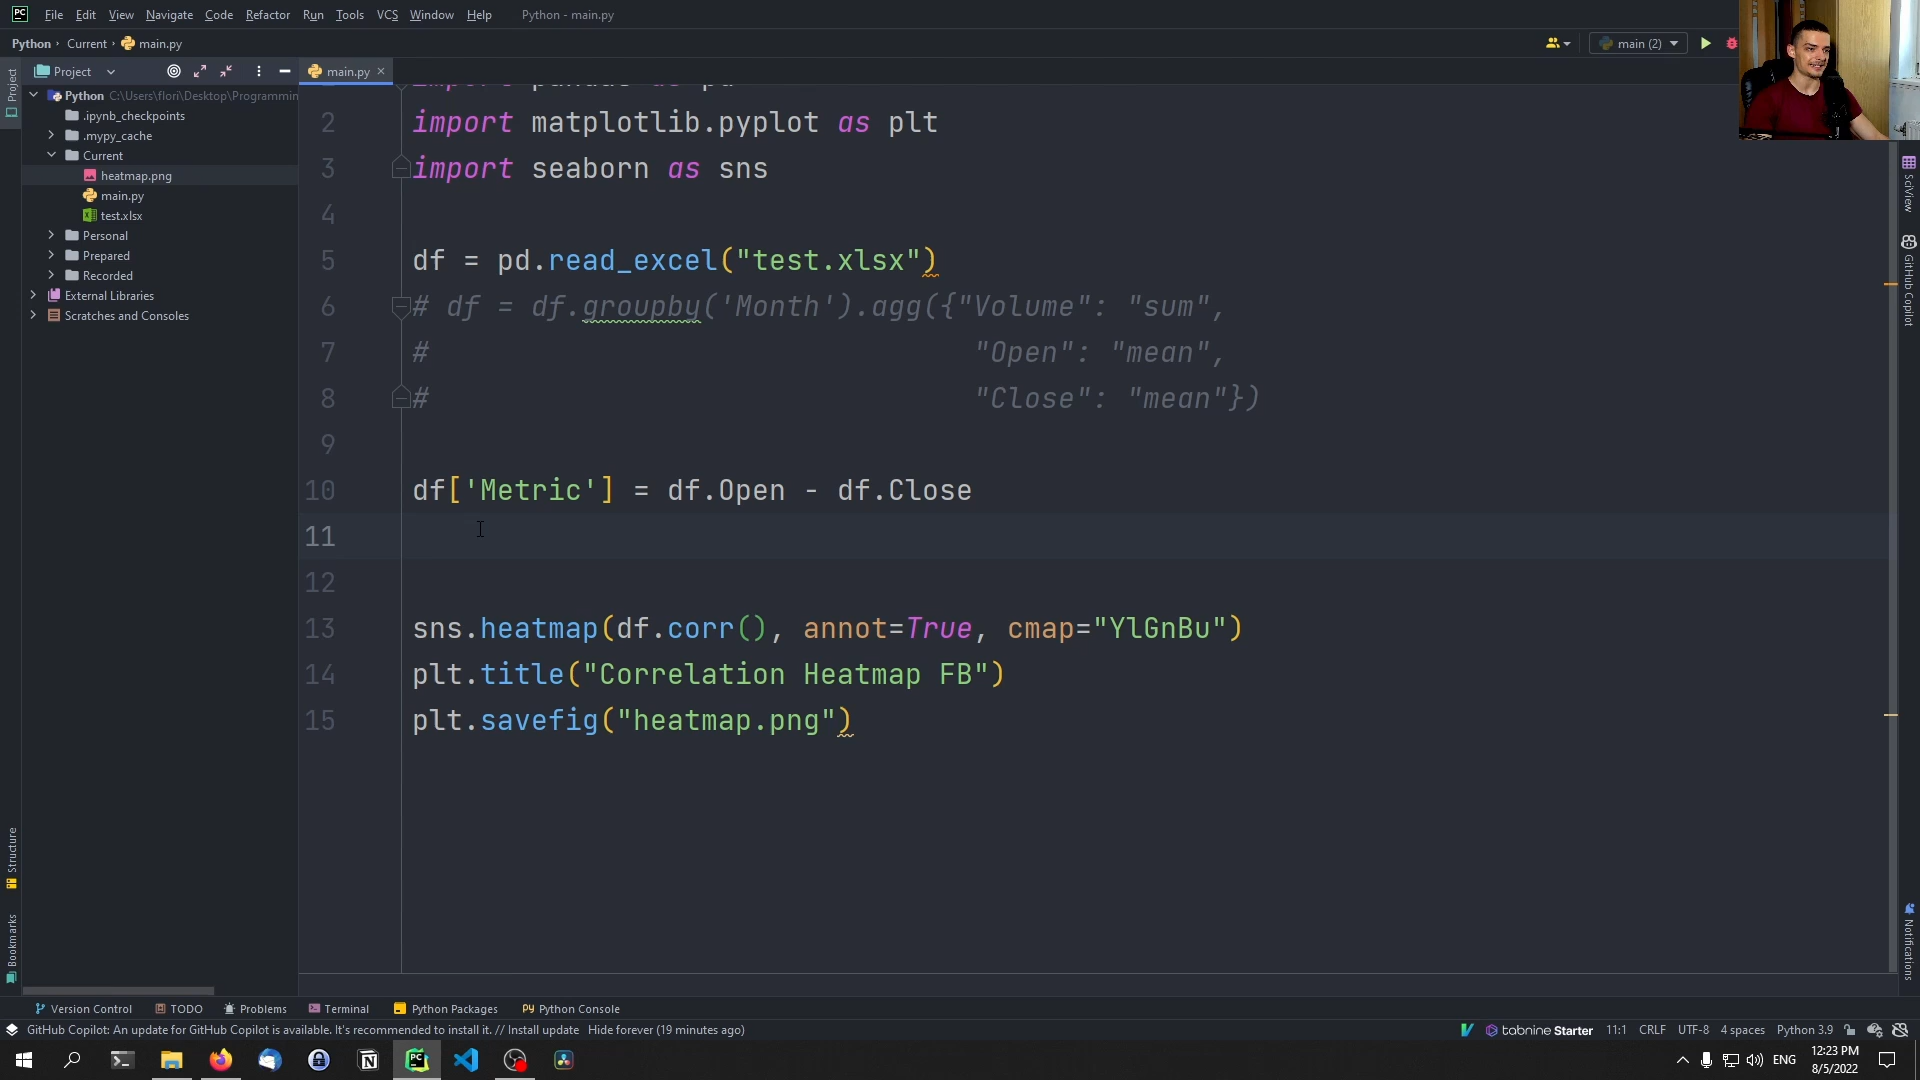 PC File Edit View Navigate Code Refactor Run Tools VCS Window Help Python - main.py
Python Current main.py main (2)
Project main.py
Project
Python C:\Users\flori\Desktop\Programmin
.ipynb_checkpoints
.mypy_cache
Current
heatmap.png
main.py
test.xlsx
Personal
Prepared
Recorded
External Libraries
Scratches and Consoles
2 import matplotlib.pyplot as plt
3 import seaborn as sns
4
5 df = pd.read_excel("test.xlsx")
6 # df = df.groupby('Month').agg({"Volume": "sum",
7 # "Open": "mean",
8 # "Close": "mean"})
9
10 df['Metric'] = df.Open - df.Close
11
12
13 sns.heatmap(df.corr(), annot=True, cmap="YlGnBu")
14 plt.title("Correlation Heatmap FB")
15 plt.savefig("heatmap.png")
SciView
GitHub Copilot
Notifications
Structure
Bookmarks
Version Control TODO Problems Terminal Python Packages Python Console
GitHub Copilot: An update for GitHub Copilot is available. It's recommended to install it. // Install update Hide forever (19 minutes ago) tabnine Starter 11:1 CRLF UTF-8 4 spaces Python 3.9
ENG 12:23 PM
8/5/2022